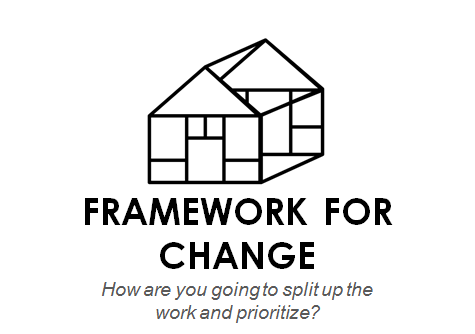 FRAMEWORK FOR
CHANGE
How are you going to split up the
work and prioritize?